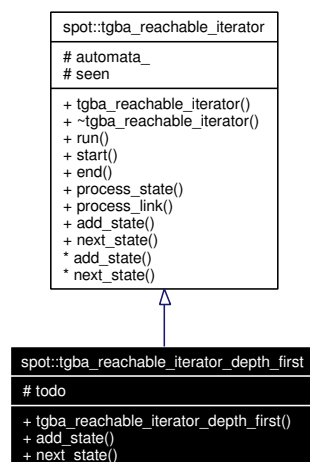 spot::tgba_reachable_iterator
# automata_
# seen
+ tgba_reachable_iterator()
+ ~tgba_reachable_iterator()
+ run()
+ start()
+ end()
+ process_state()
+ process_link()
+ add_state()
+ next_state()
* add_state()
* next_state()
spot::tgba_reachable_iterator_depth_first
# todo
+ tgba_reachable_iterator_depth_first()
+ add_state()
+ next_state()